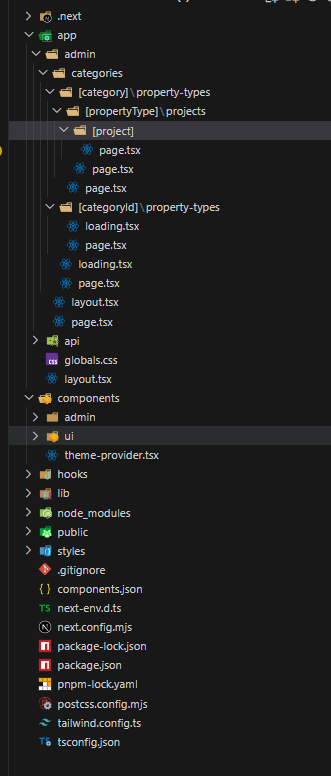 .next
app
admin
categories
[category]\property-types
[propertyType]\projects
[project]
page.tsx
page.tsx
page.tsx
[categoryId]\property-types
loading.tsx
page.tsx
loading.tsx
page.tsx
layout.tsx
page.tsx
api
globals.css
layout.tsx
components
admin
ui
theme-provider.tsx
hooks
lib
node_modules
public
styles
.gitignore
{ } components.json
TS next-env.d.ts
N next.config.mjs
package-lock.json
package.json
pnpm-lock.yaml
postcss.config.mjs
tailwind.config.ts
TS tsconfig.json